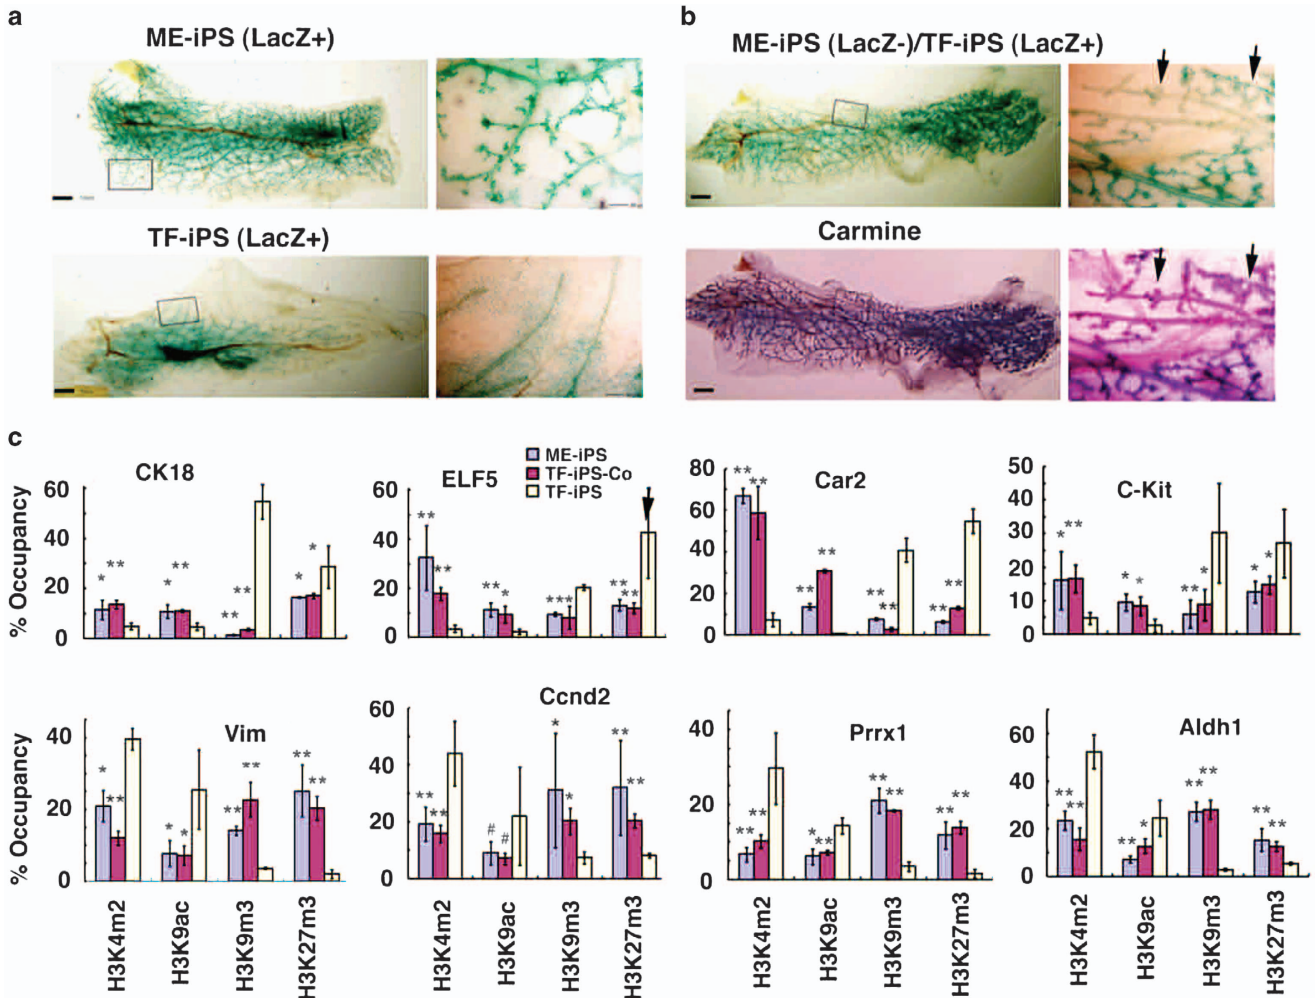 a
ME-iPS (LacZ+)
TF-iPS (LacZ+)
b
ME-iPS (LacZ-)/TF-iPS (LacZ+)
Carmine
c
ME-iPS
TF-iPS-Co
TF-iPS
CK18
% Occupancy
60
40
20
0
* * ** * * ** ** ** * *
ELF5
60
40
20
0
** ** ** * *** ** **
Car2
80
60
40
20
0
** ** ** ** ** ** ** **
C-Kit
50
40
30
20
10
0
* * ** * * ** * * *
Vim
% Occupancy
40
20
0
* ** * * ** ** ** **
H3K4m2
H3K9ac
H3K9m3
H3K27m3
Ccnd2
60
40
20
0
** ** # # * * ** **
H3K4m2
H3K9ac
H3K9m3
H3K27m3
Prrx1
40
20
0
** ** * ** ** ** ** **
H3K4m2
H3K9ac
H3K9m3
H3K27m3
Aldh1
60
40
20
0
** ** ** * ** ** ** **
H3K4m2
H3K9ac
H3K9m3
H3K27m3